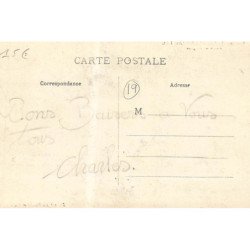 15€
CARTE POSTALE
Correspondance
Adresse
19
M
Bons Baisers a Vous
tous
Charles